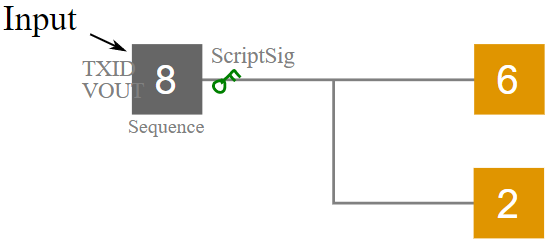 Input
ScriptSig
TXID
VOUT
8
6
Sequence
2